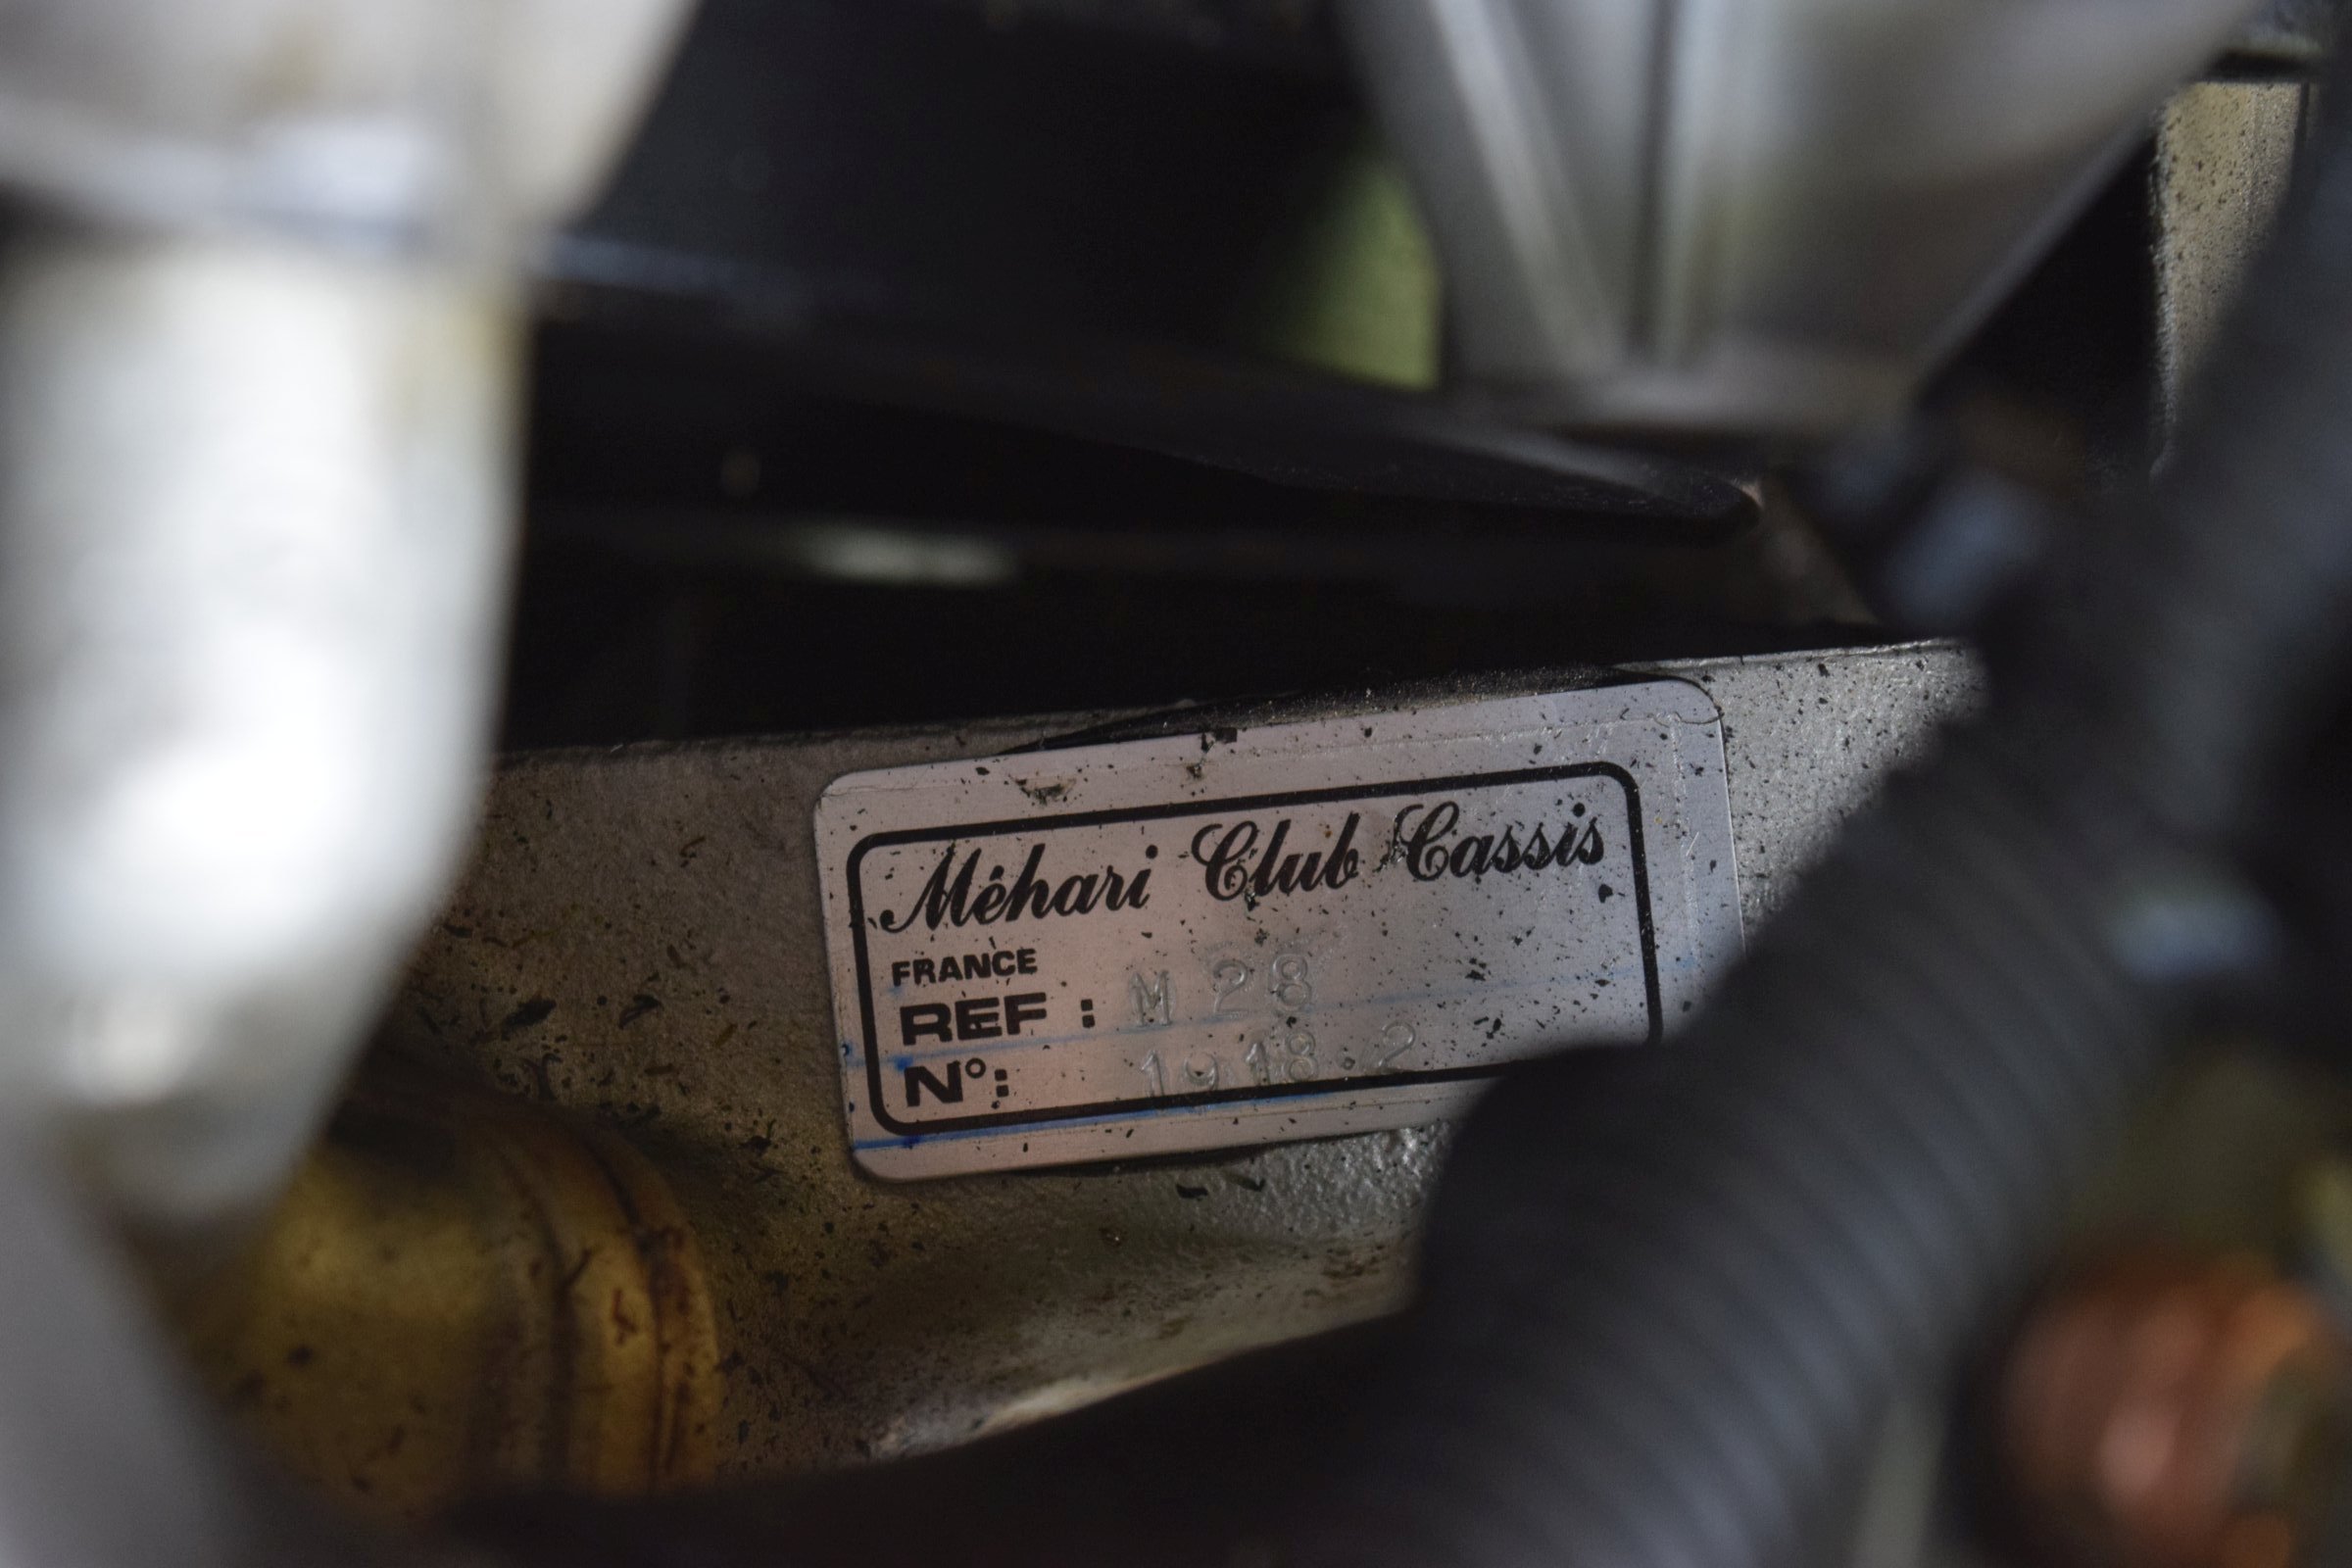 Méhari Club Cassis
FRANCE
REF : M 28
N°: 1918.2